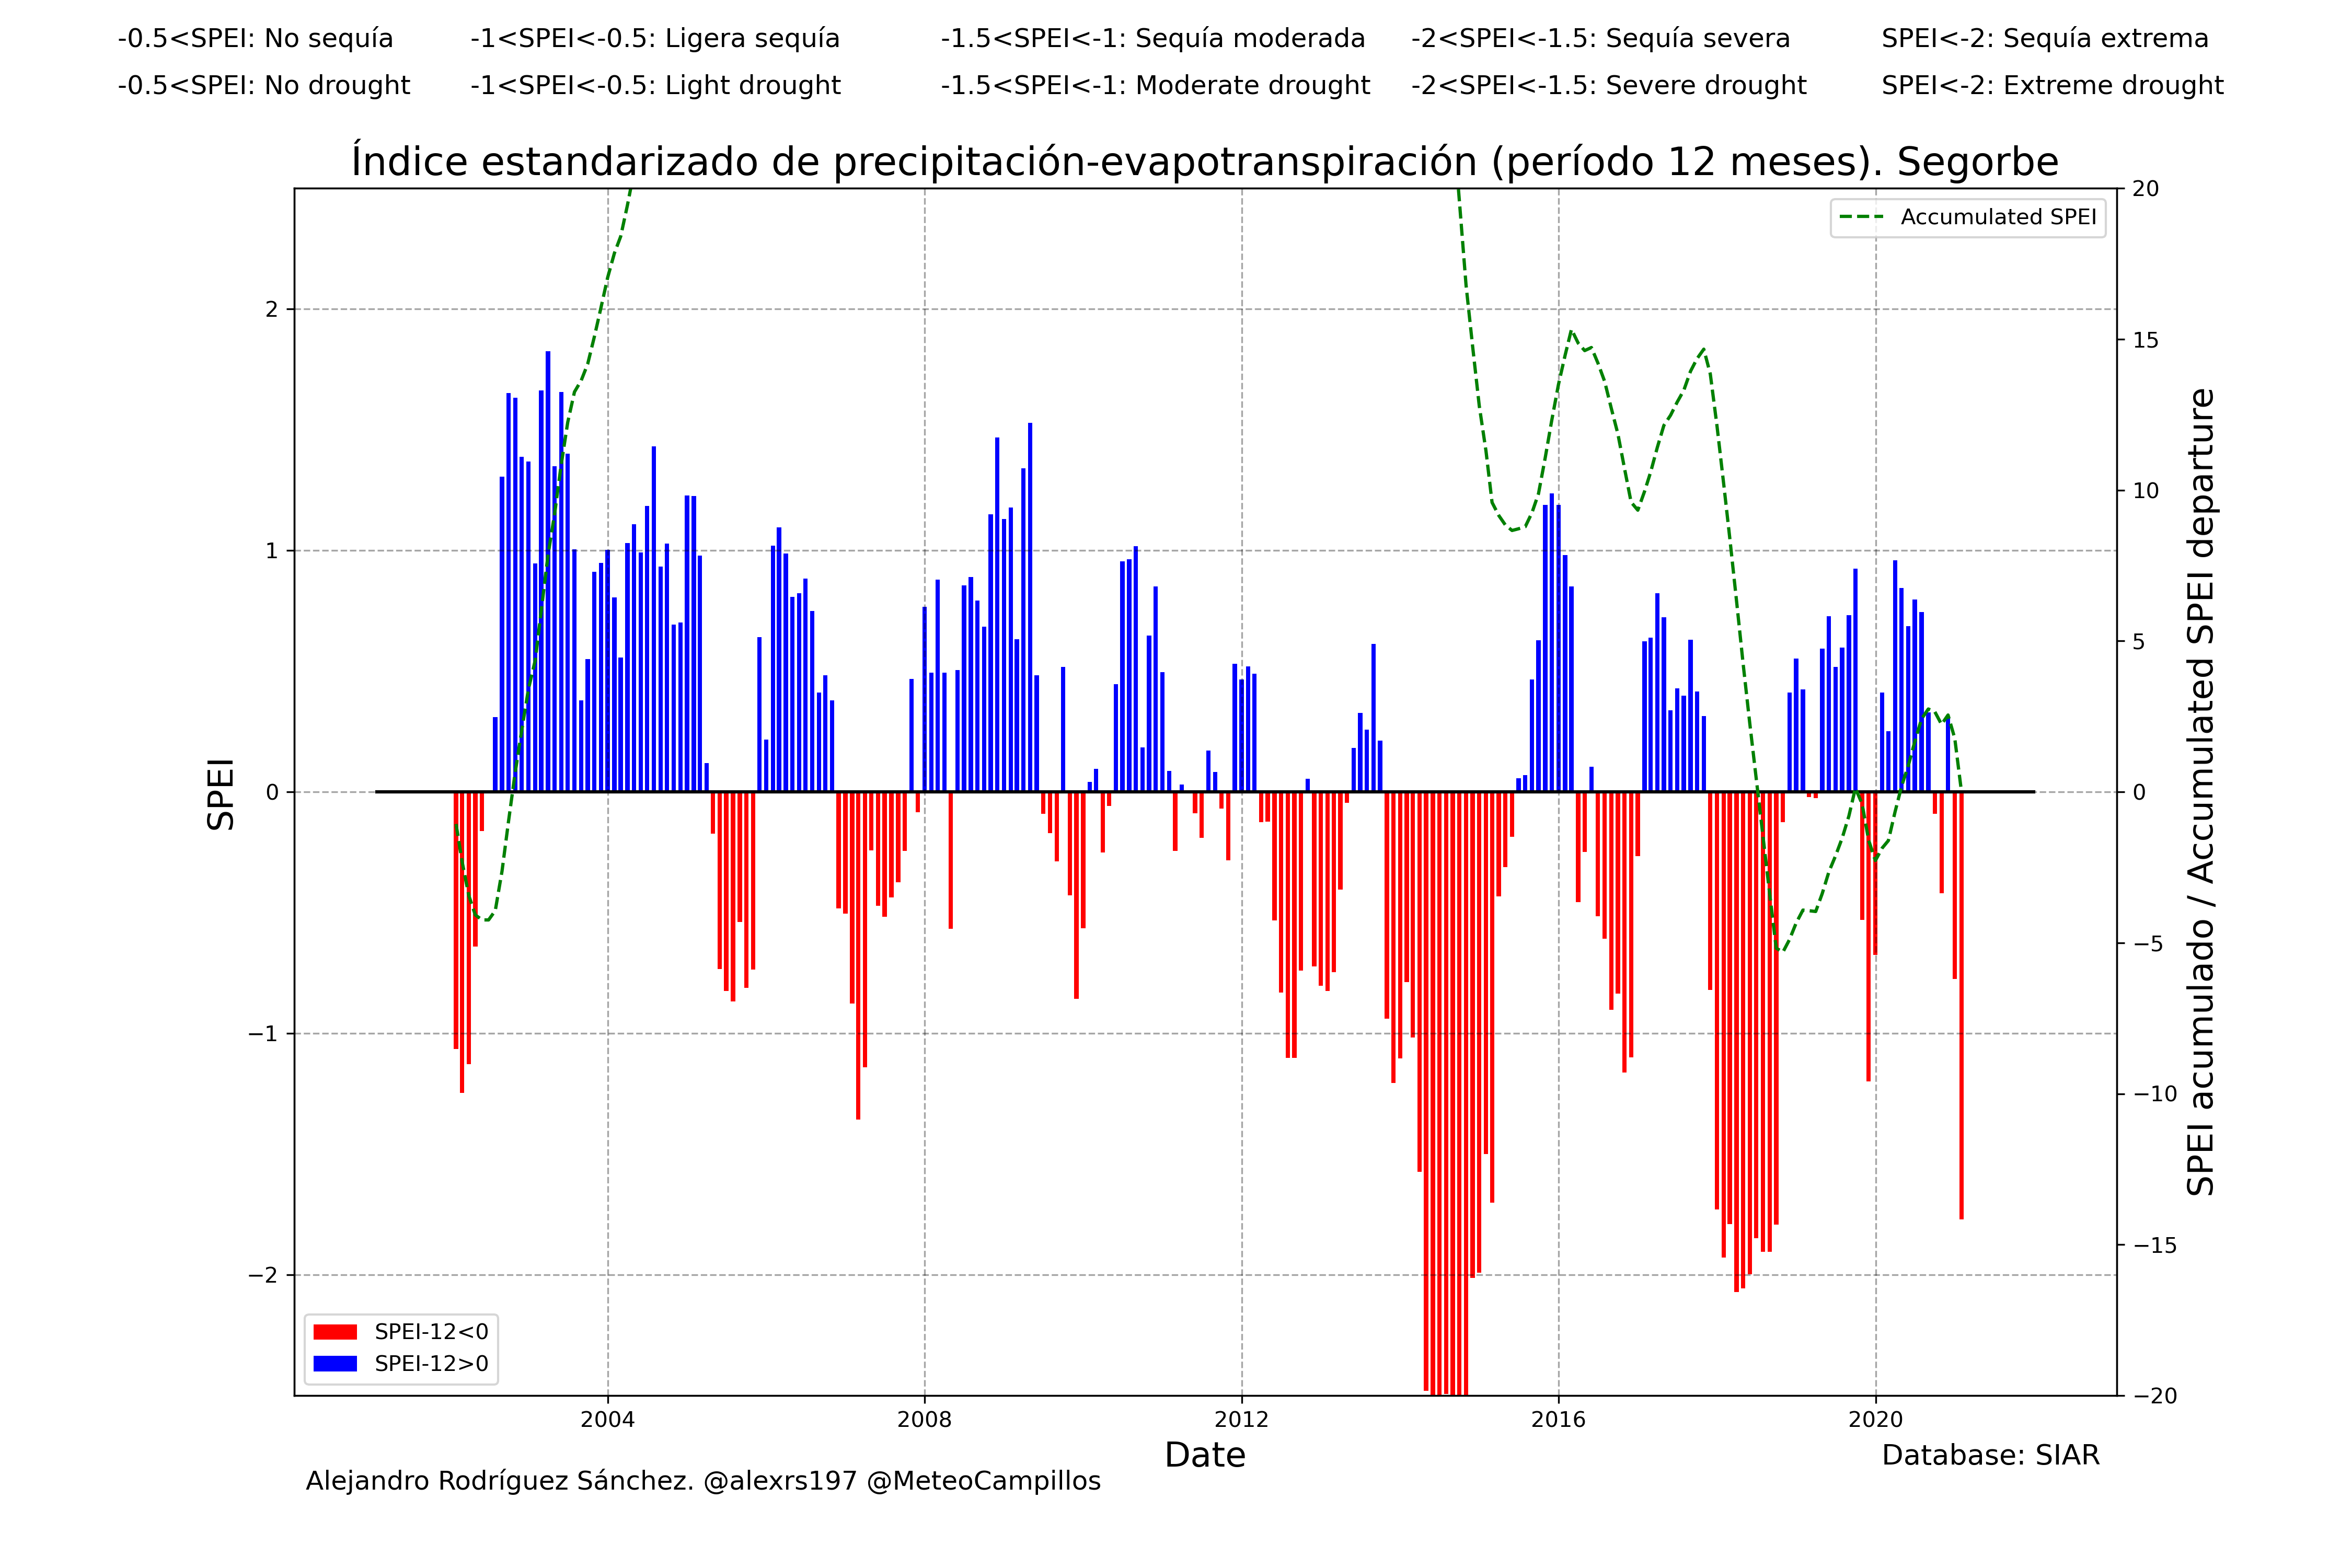 -0.5<SPEI: No sequía -1<SPEI<-0.5: Ligera sequía -1.5<SPEI<-1: Sequía moderada -2<SPEI<-1.5: Sequía severa SPEI<-2: Sequía extrema
-0.5<SPEI: No drought -1<SPEI<-0.5: Light drought -1.5<SPEI<-1: Moderate drought -2<SPEI<-1.5: Severe drought SPEI<-2: Extreme drought
Índice estandarizado de precipitación-evapotranspiración (período 12 meses). Segorbe
Accumulated SPEI
SPEI
2
1
0
−1
−2
20
15
10
5
0
−5
−10
−15
−20
SPEI acumulado / Accumulated SPEI departure
SPEI-12<0
SPEI-12>0
2004 2008 2012 2016 2020
Date
Database: SIAR
Alejandro Rodríguez Sánchez. @alexrs197 @MeteoCampillos